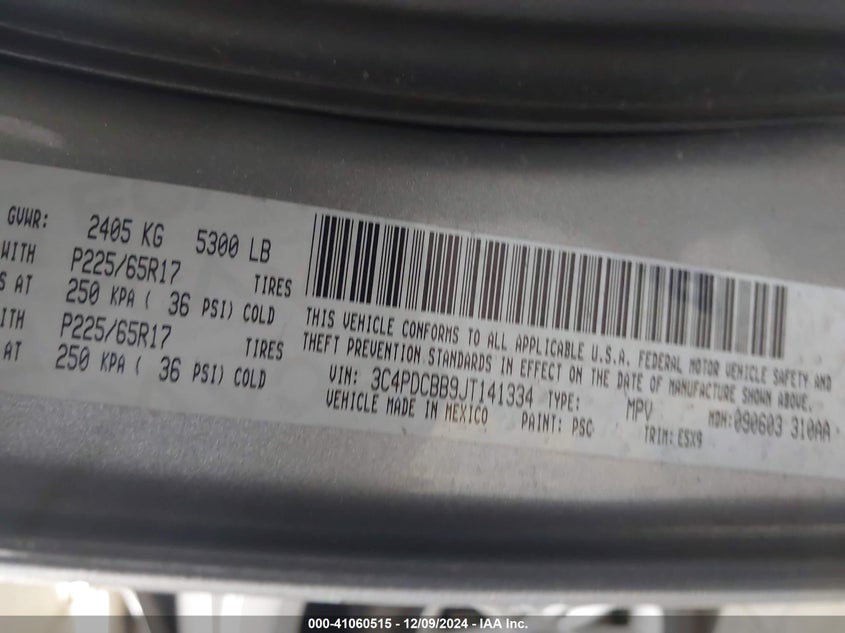 GVWR: 2405 KG 5300 LB
WITH P225/65R17 TIRES
S AT 250 KPA ( 36 PSI) COLD
ITH P225/65R17 TIRES
AT 250 KPA ( 36 PSI) COLD
THIS VEHICLE CONFORMS TO ALL APPLICABLE U.S.A. FEDERAL MOTOR VEHICLE SAFETY AND
THEFT PREVENTION STANDARDS IN EFFECT ON THE DATE OF MANUFACTURE SHOWN ABOVE.
VIN: 3C4PDCBB9JT141334 TYPE: MPV MDH:090603 310AA
VEHICLE MADE IN MEXICO PAINT: PSC TRIM: ESX9
000-41060515 - 12/09/2024 - IAA Inc.